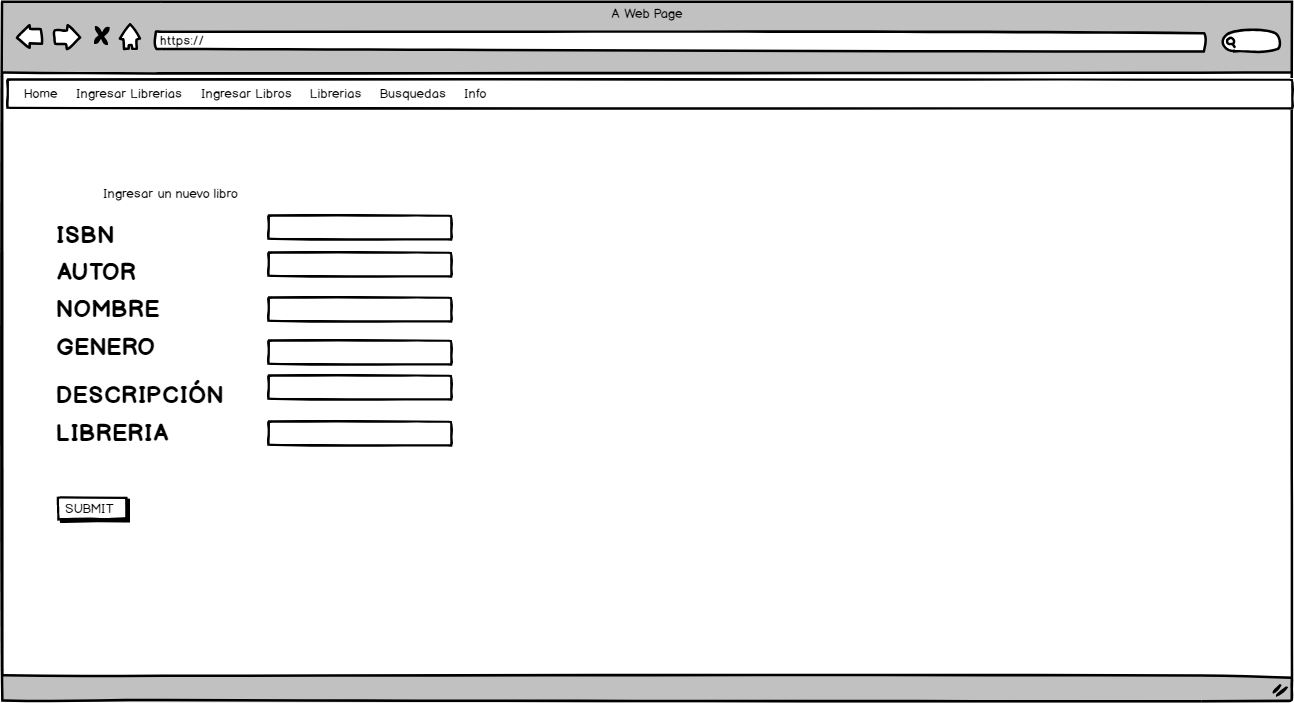 A Web Page
https://
Home Ingresar Librerias Ingresar Libros Librerias Busquedas Info
Ingresar un nuevo libro
ISBN
AUTOR
NOMBRE
GENERO
DESCRIPCIÓN
LIBRERIA
SUBMIT